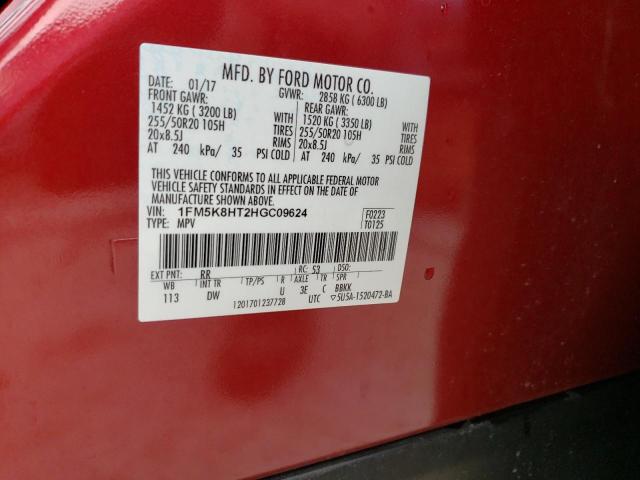 MFD. BY FORD MOTOR CO.
DATE: 01/17 GVWR: 2858 KG ( 6300 LB)
FRONT GAWR: REAR GAWR:
1452 KG ( 3200 LB) WITH 1520 KG ( 3350 LB) WITH
255/50R20 105H TIRES 255/50R20 105H TIRES
20x8.5J RIMS 20x8.5J RIMS
AT 240 kPa/ 35 PSI COLD AT 240 kPa/ 35 PSI COLD
THIS VEHICLE CONFORMS TO ALL APPLICABLE FEDERAL MOTOR
VEHICLE SAFETY STANDARDS IN EFFECT ON THE DATE OF
MANUFACTURE SHOWN ABOVE.
VIN: 1FM5K8HT2HGC09624 F0223
TYPE: MPV T0125
EXT PNT: RR RC: 53 DSO:
WB INT TR TP/PS R AXLE TR
113 DW U 3E C BBKK
1201701237728 UTC ▽5U5A-1520472-BA